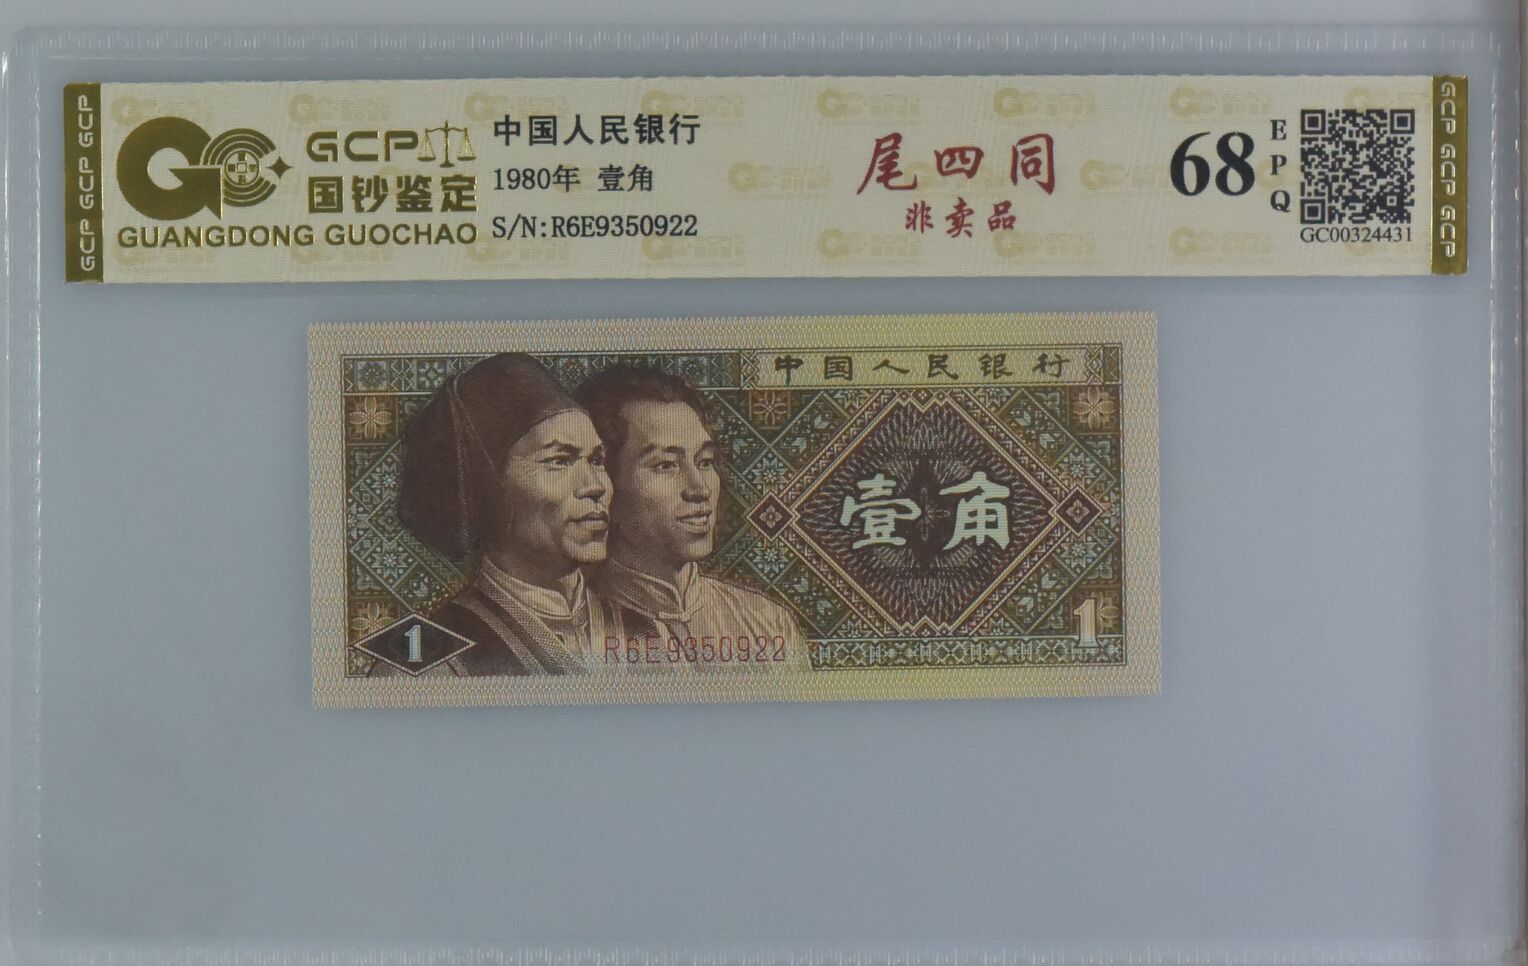 GCP GCP GCP
GCP
国钞鉴定
GUANGDONG GUOCHAO
中国人民银行
1980年 壹角
S/N:R6E9350922
尾四同
非卖品
68
EPQ
GC00324431
GCP GCP GCP
中国人民银行
壹角
1
1
R6E9350922